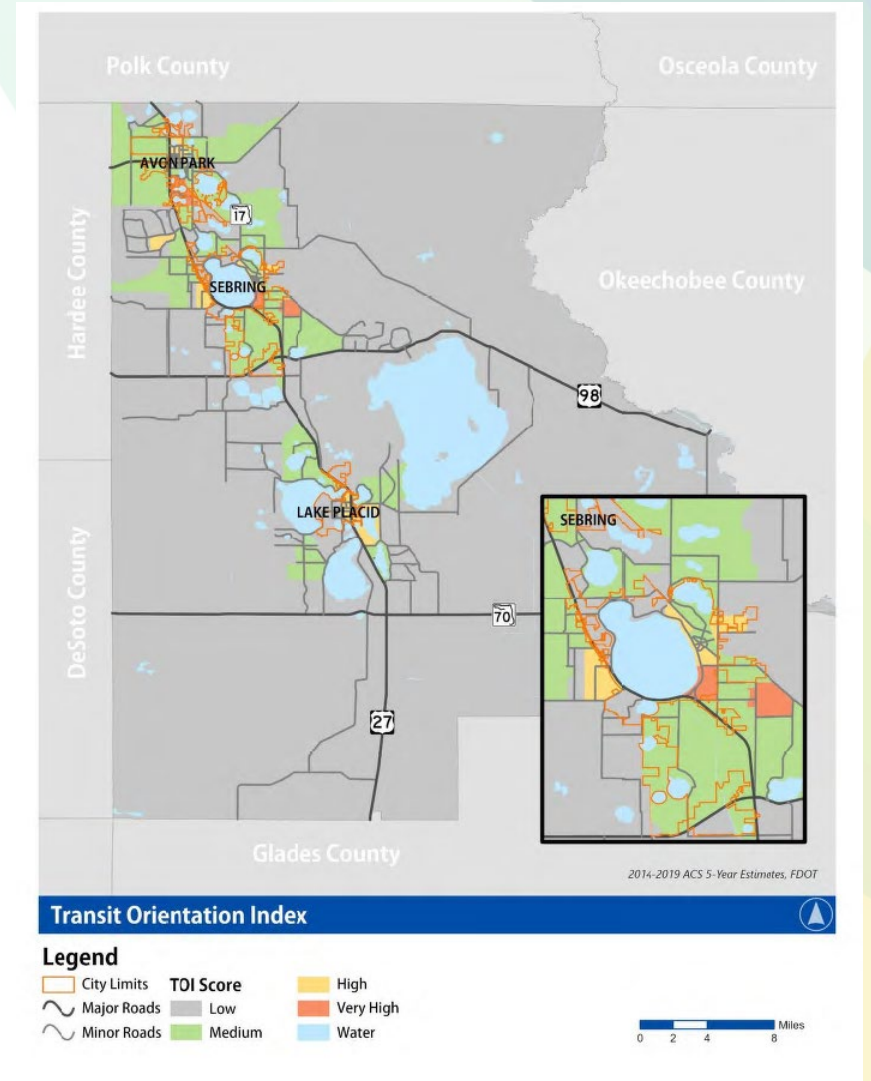 Polk County
Osceola County
AVON PARK
17
Hardee County
SEBRING
Okeechobee County
98
LAKE PLACID
SEBRING
DeSoto County
70
27
Glades County
2014-2019 ACS 5-Year Estimates, FDOT
Transit Orientation Index
Legend
City Limits
Major Roads
Minor Roads
TOI Score
Low
Medium
High
Very High
Water
Miles
0 2 4 8